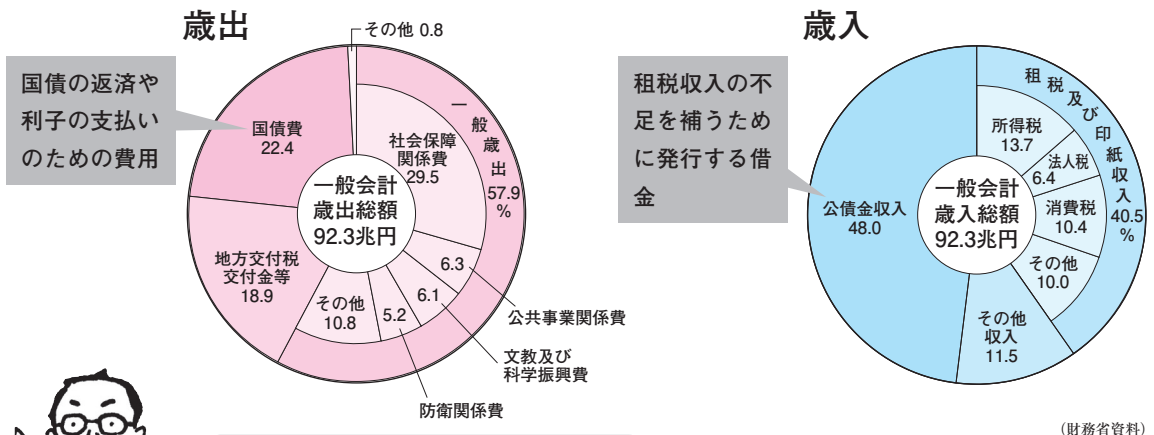 歳出
国債の返済や
利子の支払い
のための費用
その他 0.8
国債費
22.4
地方交付税
交付金等
18.9
一般会計
歳出総額
92.3兆円
一般歳出
57.9
%
社会保障
関係費
29.5
6.3
公共事業関係費
6.1
文教及び
科学振興費
5.2
防衛関係費
その他
10.8
歳入
租税収入の不
足を補うため
に発行する借
金
公債金収入
48.0
一般会計
歳入総額
92.3兆円
租税及び印紙収入
40.5
%
所得税
13.7
法人税
6.4
消費税
10.4
その他
10.0
その他
収入
11.5
(財務省資料)